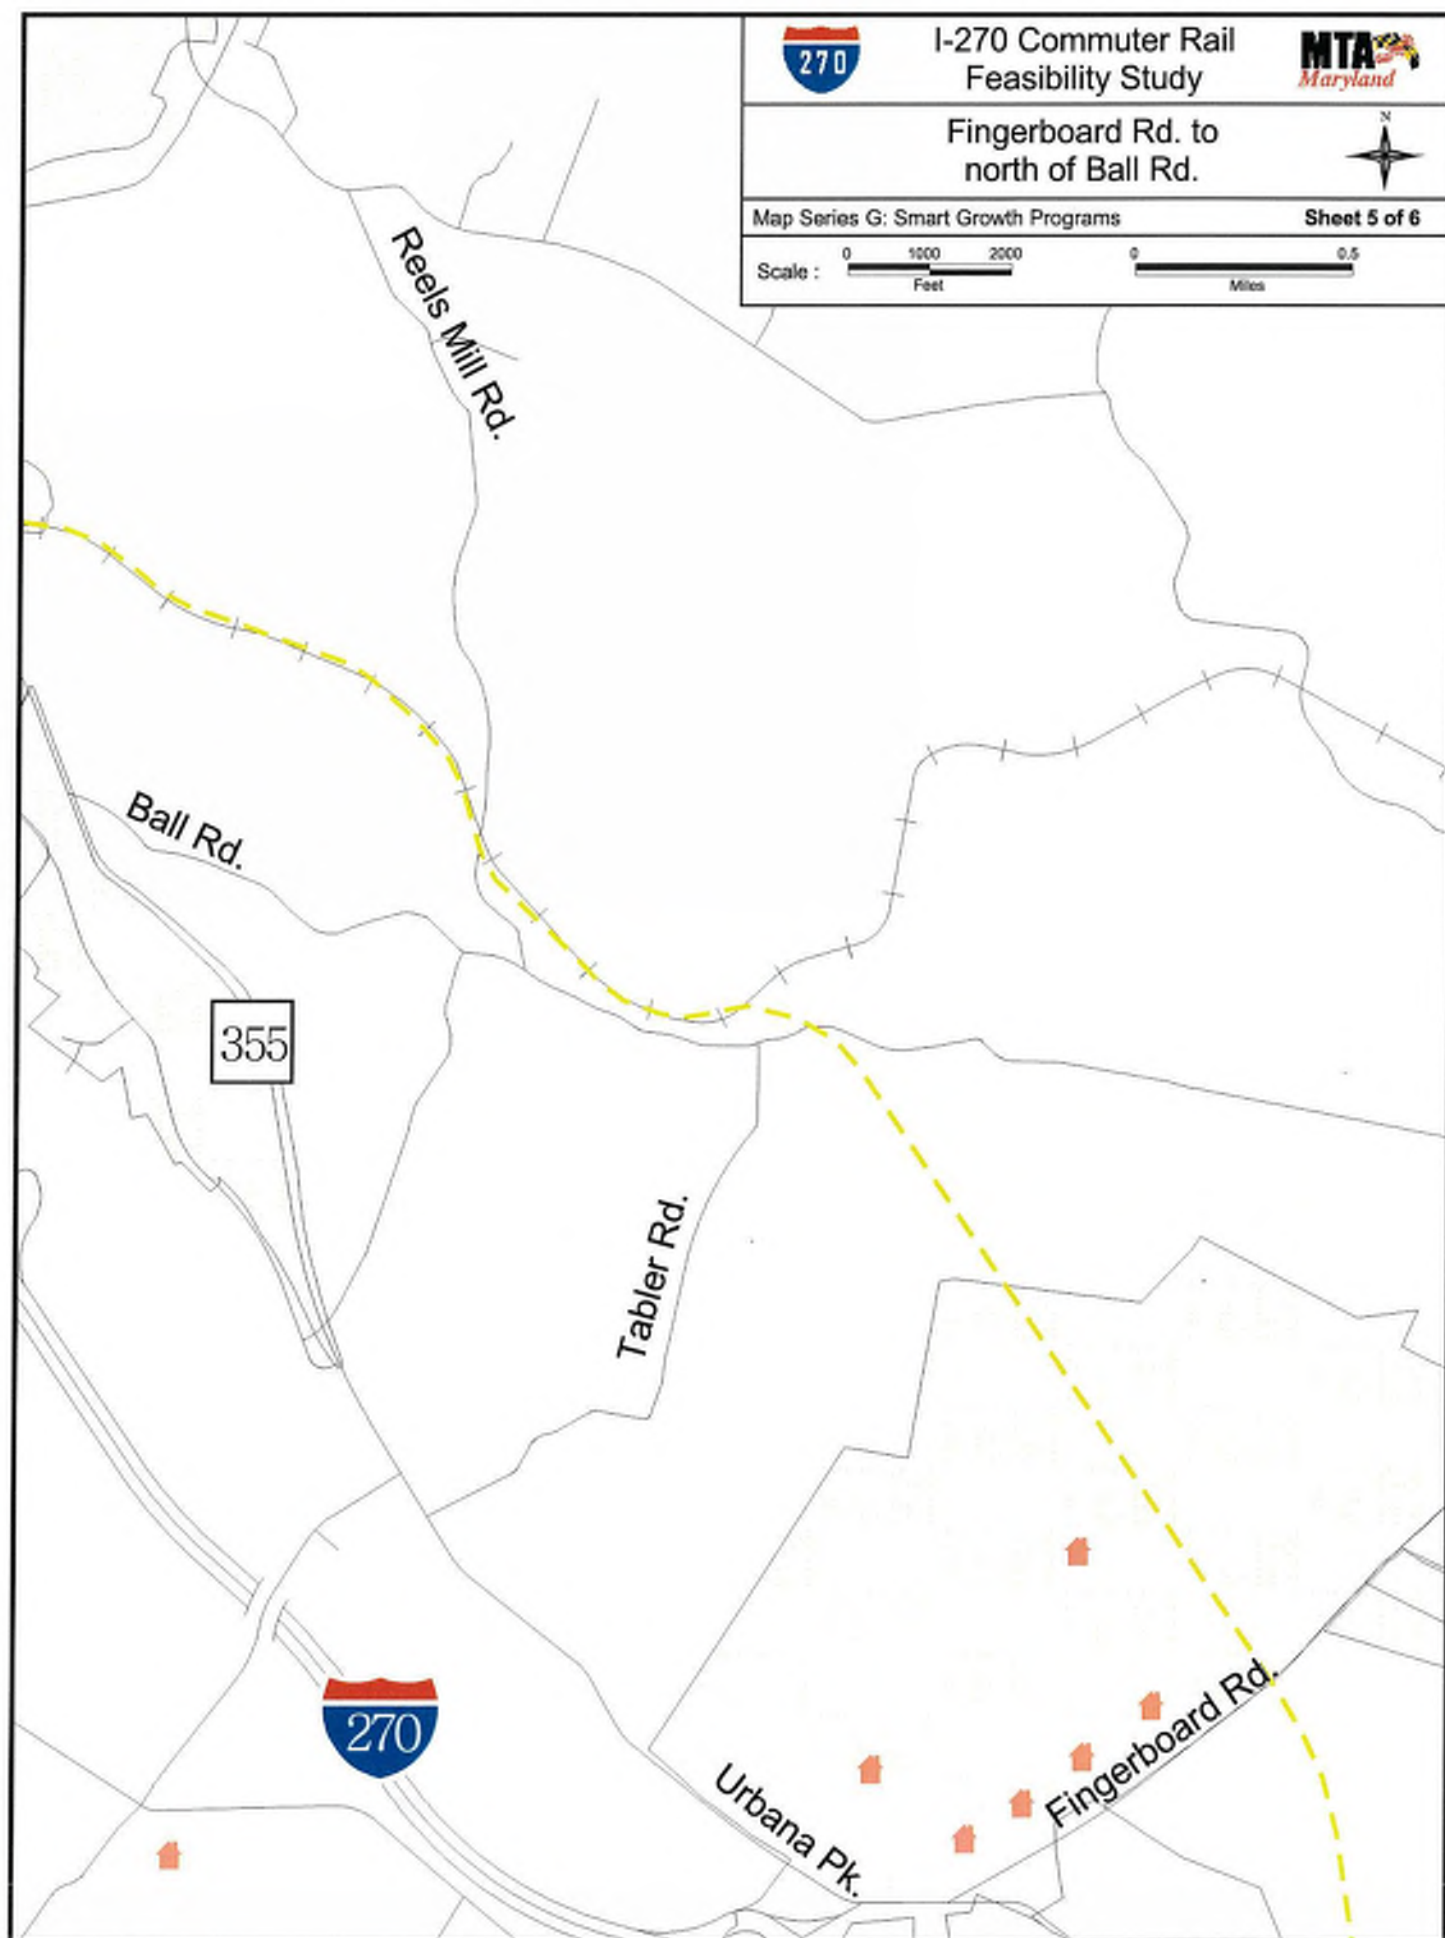 270
I-270 Commuter Rail
Feasibility Study
MTA
Maryland
Fingerboard Rd. to
north of Ball Rd.
N
Map Series G: Smart Growth Programs
Sheet 5 of 6
Scale :
0 1000 2000
Feet
0 0.5
Miles
Reels Mill Rd.
Ball Rd.
355
Tabler Rd.
270
Urbana Pk.
Fingerboard Rd.